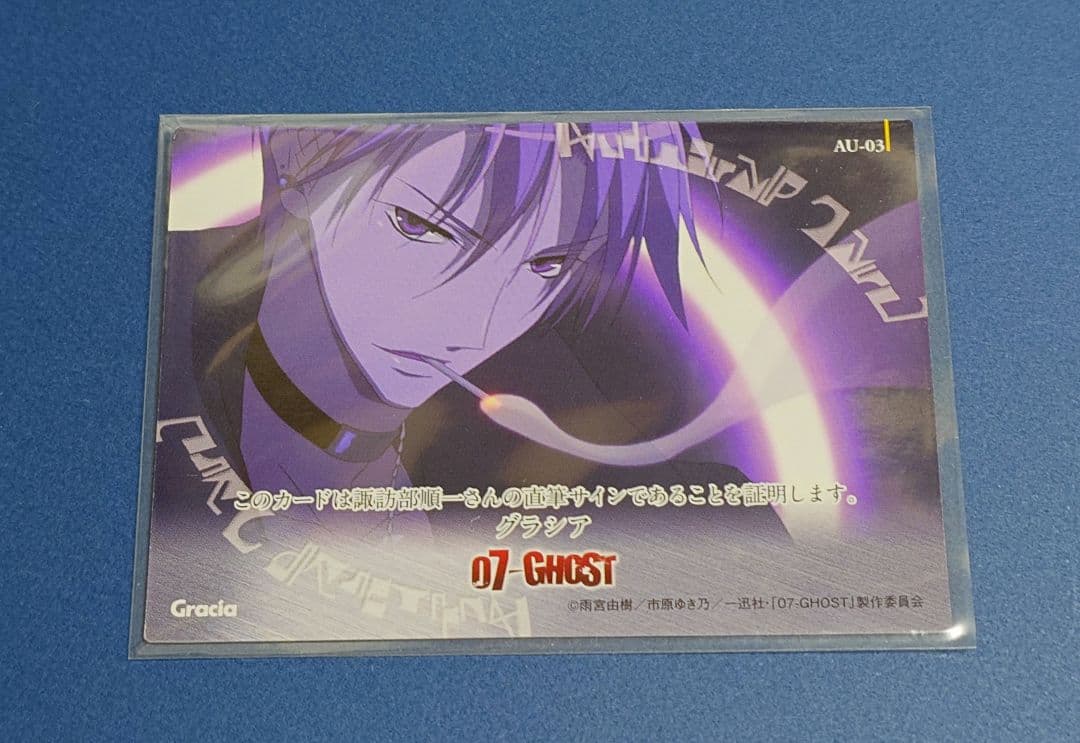 AU-03
このカードは諏訪部順一さんの直筆サインであることを証明します。
グラシア
07-GHOST
Gracia
©雨宮由樹／市原ゆき乃／一迅社・「07-GHOST」製作委員会